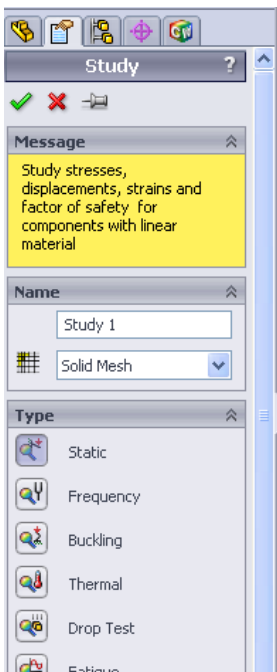 Study ?
Message
Study stresses,
displacements, strains and
factor of safety for
components with linear
material
Name
Study 1
Solid Mesh
Type
Static
Frequency
Buckling
Thermal
Drop Test
Fatigue